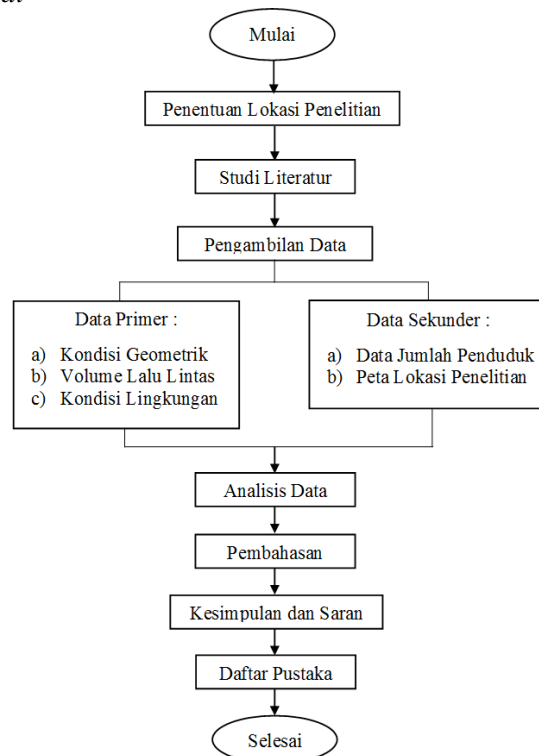 Mulai
Penentuan Lokasi Penelitian
Studi Literatur
Pengambilan Data
Data Primer :
a) Kondisi Geometrik
b) Volume Lalu Lintas
c) Kondisi Lingkungan
Data Sekunder :
a) Data Jumlah Penduduk
b) Peta Lokasi Penelitian
Analisis Data
Pembahasan
Kesimpulan dan Saran
Daftar Pustaka
Selesai